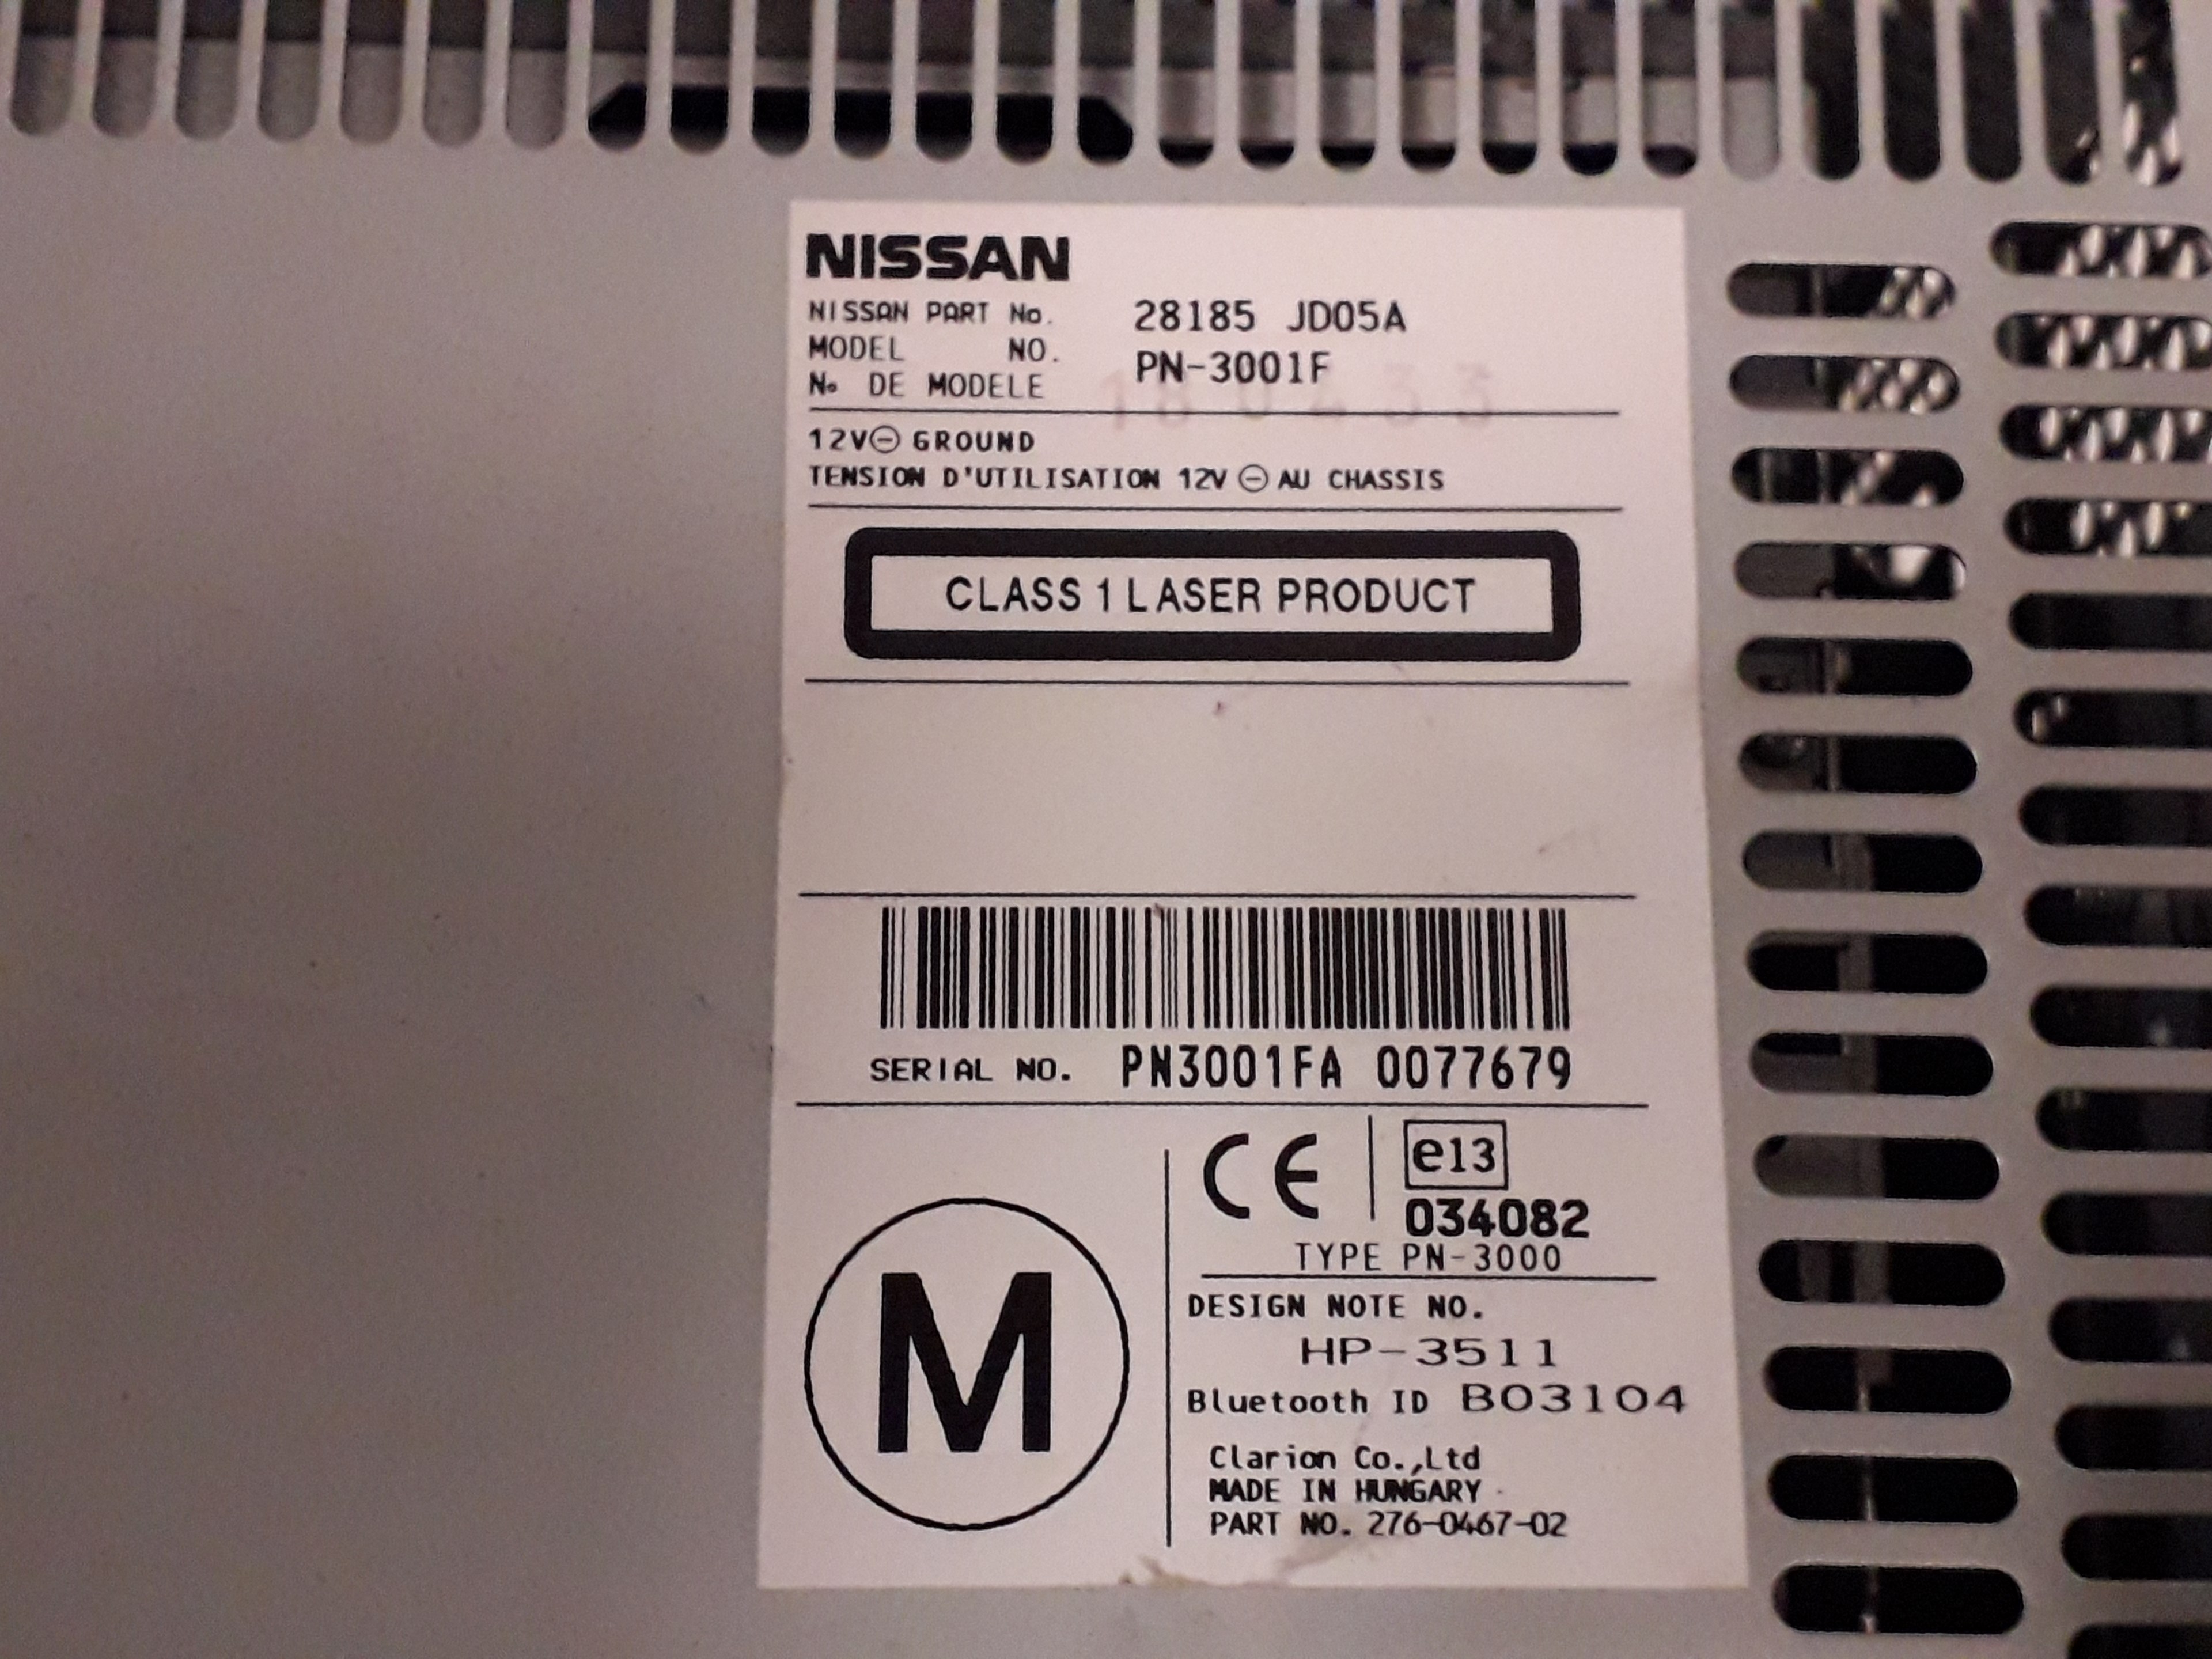 NISSAN
NISSAN PART No. 28185 JD05A
MODEL NO. PN-3001F
No DE MODELE
12V⊖ GROUND
TENSION D'UTILISATION 12V ⊖ AU CHASSIS
CLASS 1 LASER PRODUCT
SERIAL NO. PN3001FA 0077679
CE e13
034082
TYPE PN-3000
M
DESIGN NOTE NO.
HP-3511
Bluetooth ID B03104
Clarion Co.,Ltd
MADE IN HUNGARY
PART NO. 276-0467-02